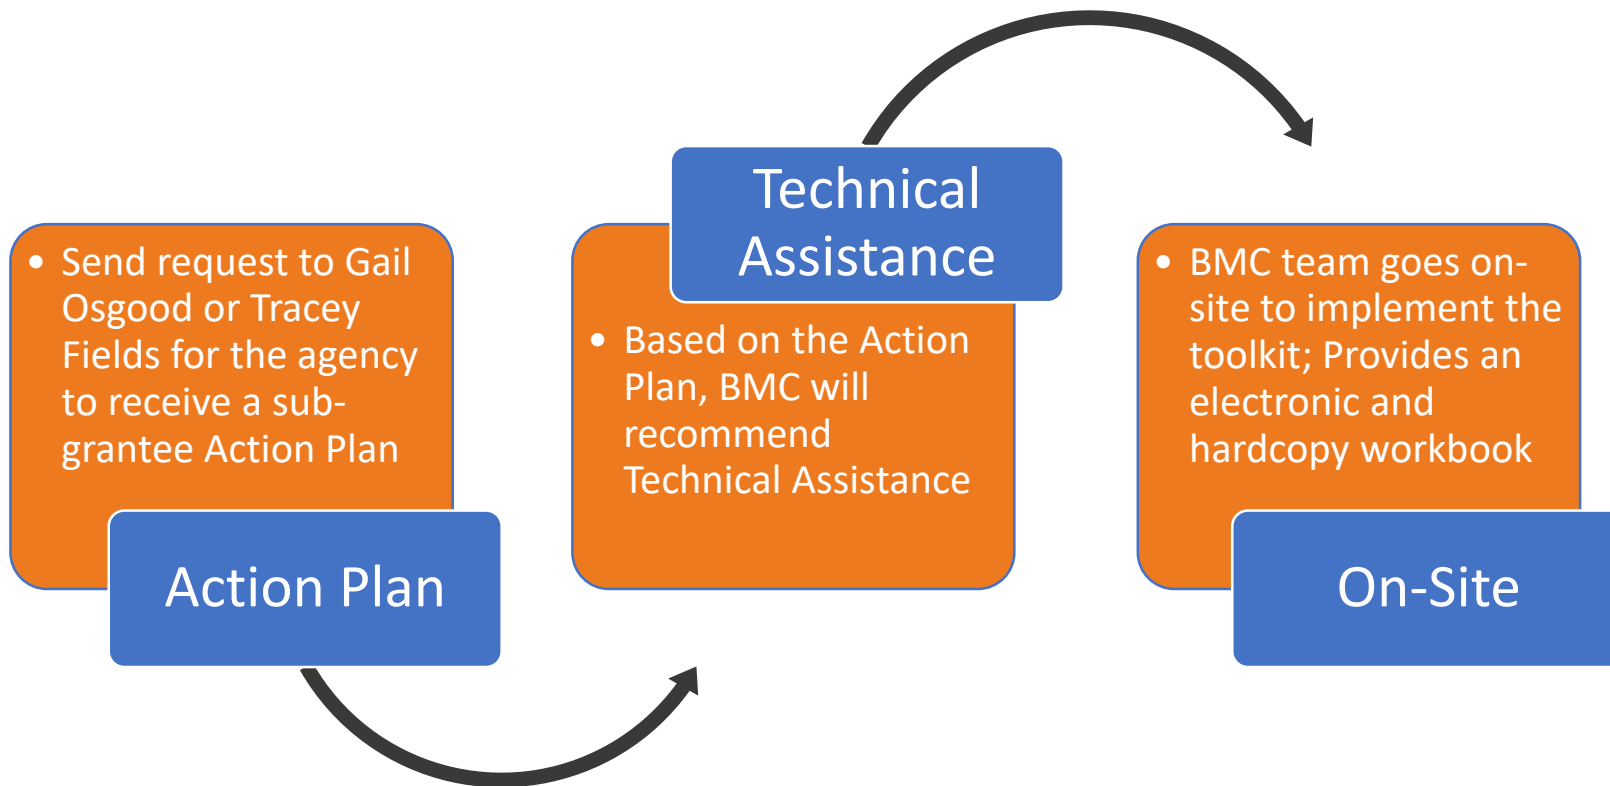 • Send request to Gail
Osgood or Tracey
Fields for the agency
to receive a sub-
grantee Action Plan
Action Plan
Technical
Assistance
• Based on the Action
Plan, BMC will
recommend
Technical Assistance
• BMC team goes on-
site to implement the
toolkit; Provides an
electronic and
hardcopy workbook
On-Site